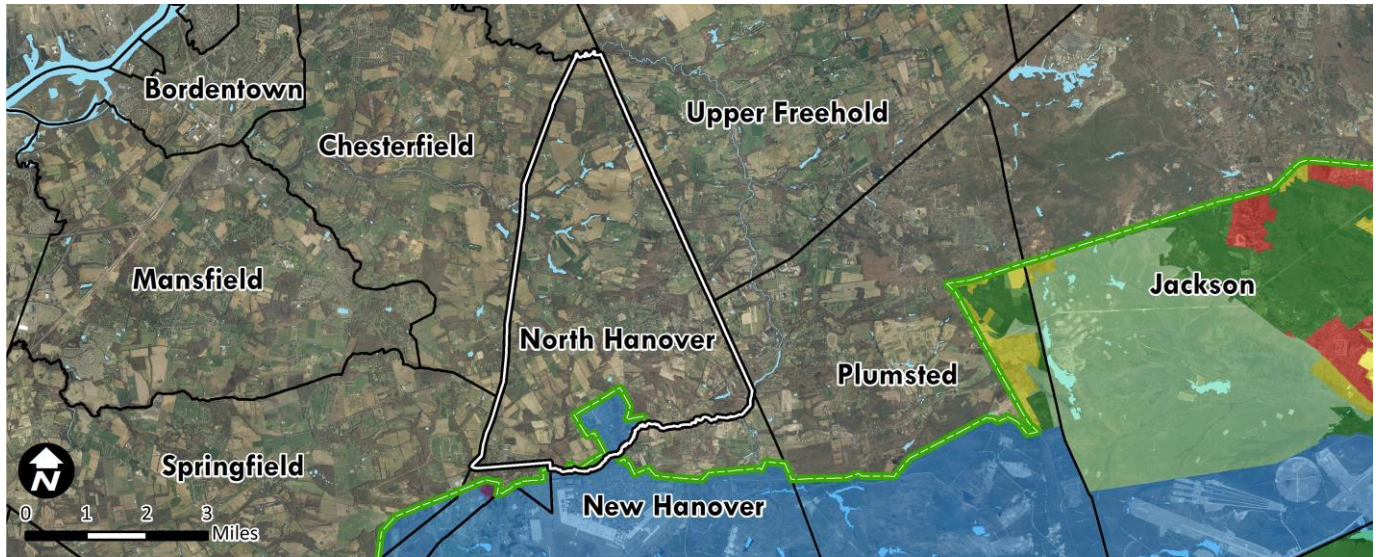 Bordentown
Upper Freehold
Chesterfield
Mansfield
Jackson
North Hanover
Plumsted
Springfield
New Hanover
N
0 1 2 3
Miles